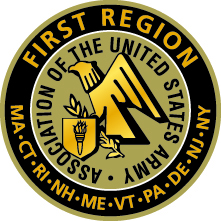 FIRST REGION
ASSOCIATION OF THE UNITED STATES ARMY •
MA•CT•RI•NH•ME•VT•PA•DE•NJ•NY